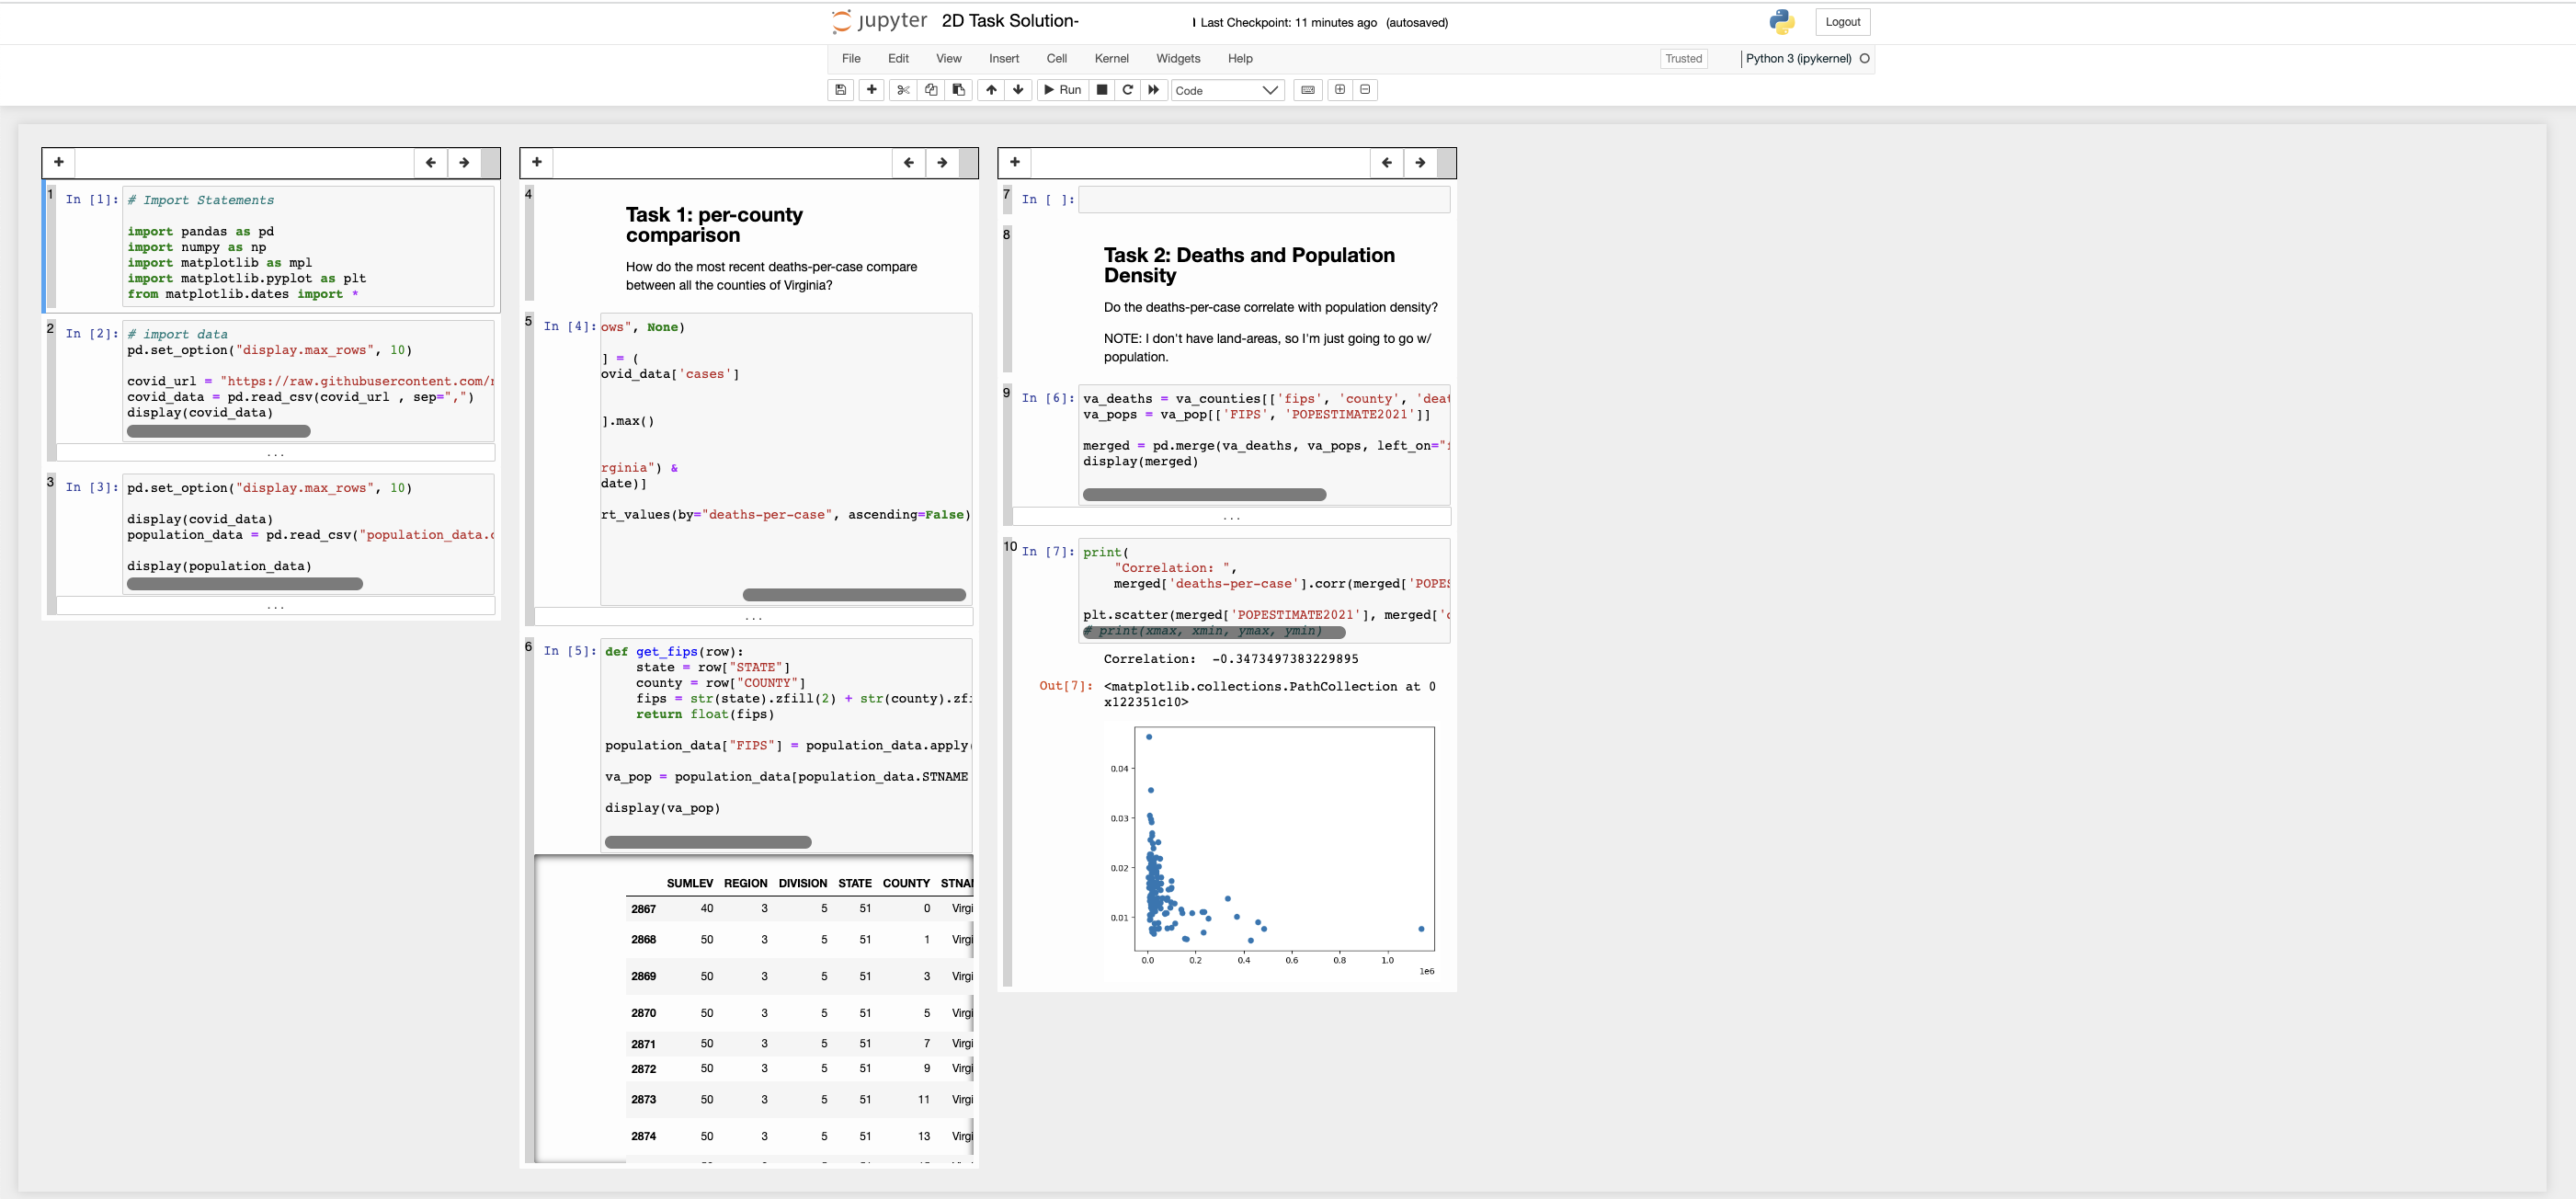 jupyter 2D Task Solution- Last Checkpoint: 11 minutes ago (autosaved) Logout
File Edit View Insert Cell Kernel Widgets Help Trusted Python 3 (ipykernel)
Run Code
1 In [1]: # Import Statements
import pandas as pd
import numpy as np
import matplotlib as mpl
import matplotlib.pyplot as plt
from matplotlib.dates import *
2 In [2]: # import data
pd.set_option("display.max_rows", 10)
covid_url = "https://raw.githubusercontent.com/
covid_data = pd.read_csv(covid_url , sep=",")
display(covid_data)
...
3 In [3]: pd.set_option("display.max_rows", 10)
display(covid_data)
population_data = pd.read_csv("population_data.
display(population_data)
...
4
Task 1: per-county
comparison
How do the most recent deaths-per-case compare
between all the counties of Virginia?
5 In [4]: ows", None)
] = (
ovid_data['cases']
].max()
rginia") &
date)]
rt_values(by="deaths-per-case", ascending=False)
...
6 In [5]: def get_fips(row):
state = row["STATE"]
county = row["COUNTY"]
fips = str(state).zfill(2) + str(county).zf
return float(fips)
population_data["FIPS"] = population_data.apply(
va_pop = population_data[population_data.STNAME
display(va_pop)
SUMLEV REGION DIVISION STATE COUNTY STNA
2867 40 3 5 51 0 Virgi
2868 50 3 5 51 1 Virgi
2869 50 3 5 51 3 Virgi
2870 50 3 5 51 5 Virgi
2871 50 3 5 51 7 Virgi
2872 50 3 5 51 9 Virgi
2873 50 3 5 51 11 Virgi
2874 50 3 5 51 13 Virgi
7 In [ ]:
8
Task 2: Deaths and Population
Density
Do the deaths-per-case correlate with population density?
NOTE: I don't have land-areas, so I'm just going to go w/
population.
9 In [6]: va_deaths = va_counties[['fips', 'county', 'deat
va_pops = va_pop[['FIPS', 'POPESTIMATE2021']]
merged = pd.merge(va_deaths, va_pops, left_on="
display(merged)
...
10 In [7]: print(
"Correlation: ",
merged['deaths-per-case'].corr(merged['POPES
plt.scatter(merged['POPESTIMATE2021'], merged['
# print(xmax, xmin, ymax, ymin)
Correlation: -0.3473497383229895
Out[7]: <matplotlib.collections.PathCollection at 0
x122351c10>
0.04
0.03
0.02
0.01
0.0 0.2 0.4 0.6 0.8 1.0
1e6